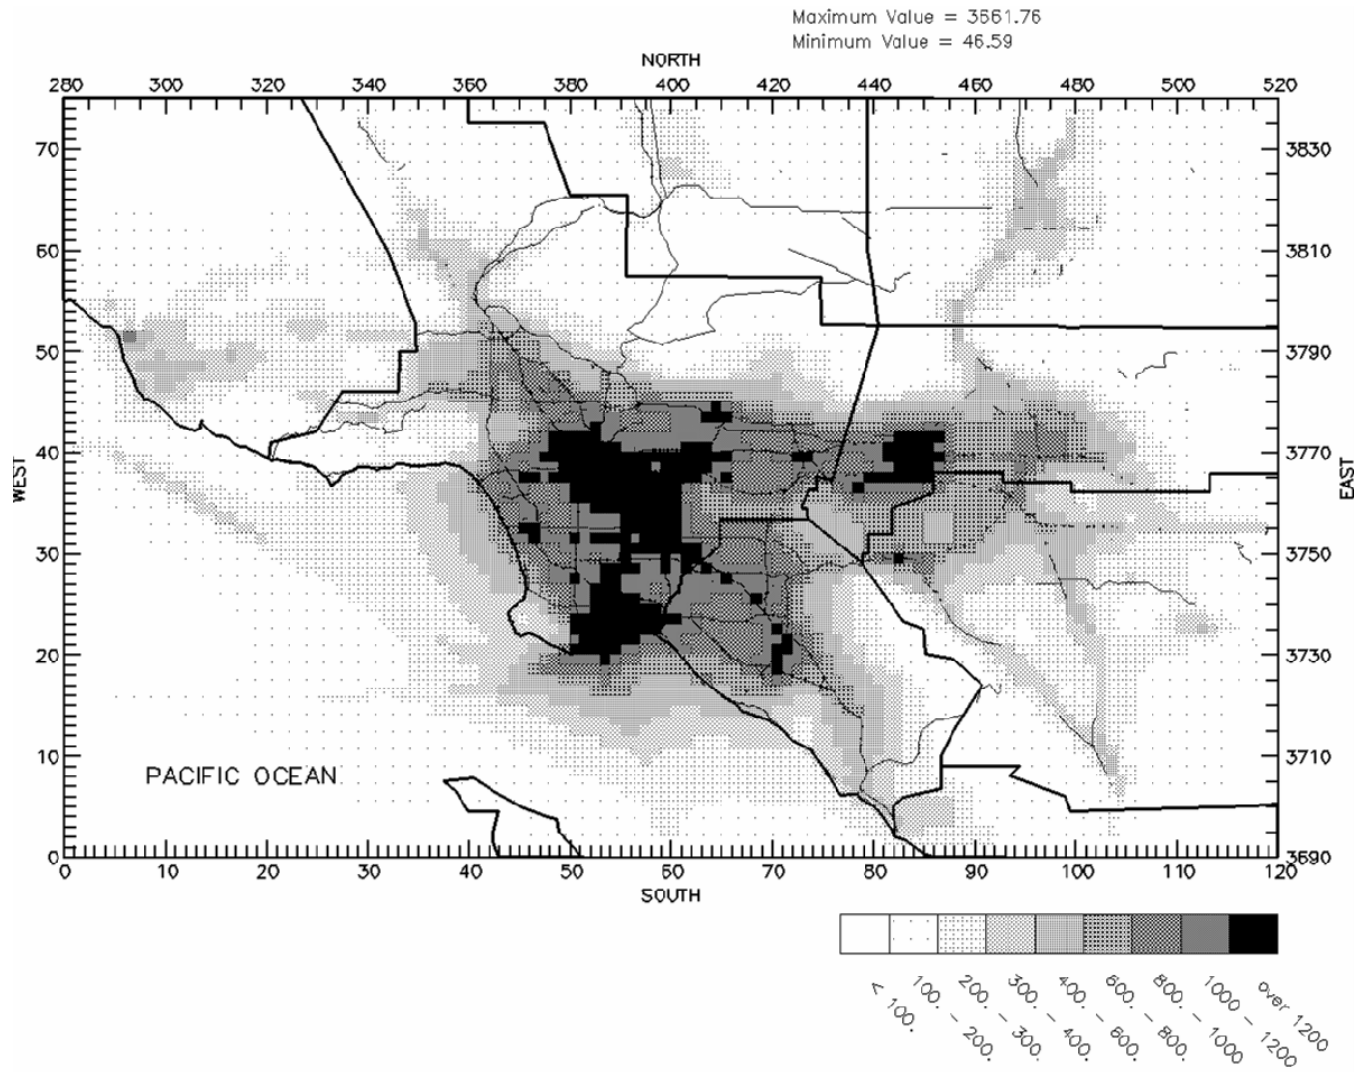 Maximum Value = 3561.76
Minimum Value = 46.59
NORTH
280 300 320 340 360 380 400 420 440 460 480 500 520
70 3830
60 3810
50 3790
40 3770
WEST
EAST
30 3750
20 3730
10 3710
PACIFIC OCEAN
0 3690
0 10 20 30 40 50 60 70 80 90 100 110 120
SOUTH
< 100.
100. - 200.
200. - 300.
300. - 400.
400. - 600.
600. - 800.
800. - 1000
1000 - 1200
over 1200